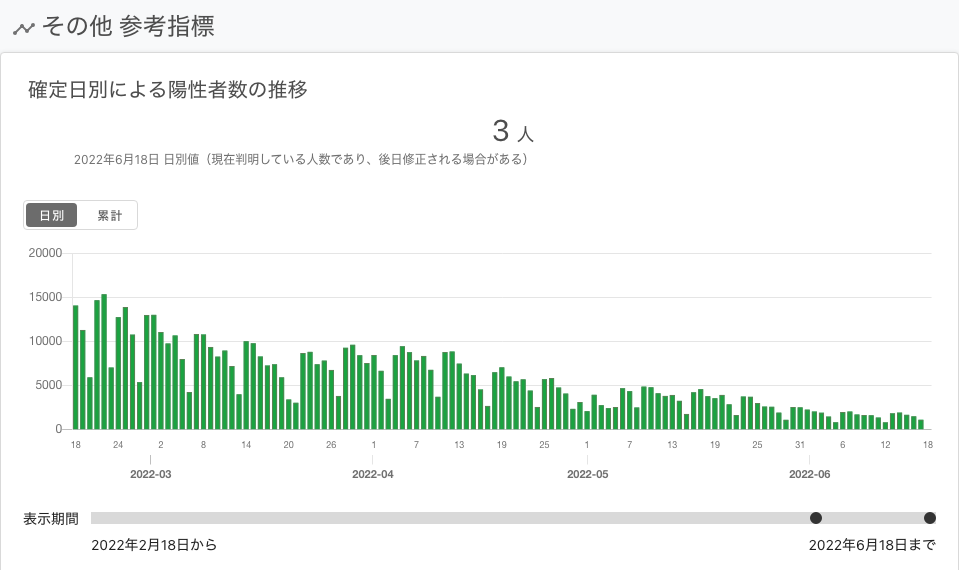 その他 参考指標
確定日別による陽性者数の推移
3 人
2022年6月18日 日別値（現在判明している人数であり、後日修正される場合がある）
日別 累計
20000
15000
10000
5000
0
18 24 2 8 14 20 26 1 7 13 19 25 1 7 13 19 25 31 6 12 18
2022-03 2022-04 2022-05 2022-06
表示期間
2022年2月18日から 2022年6月18日まで